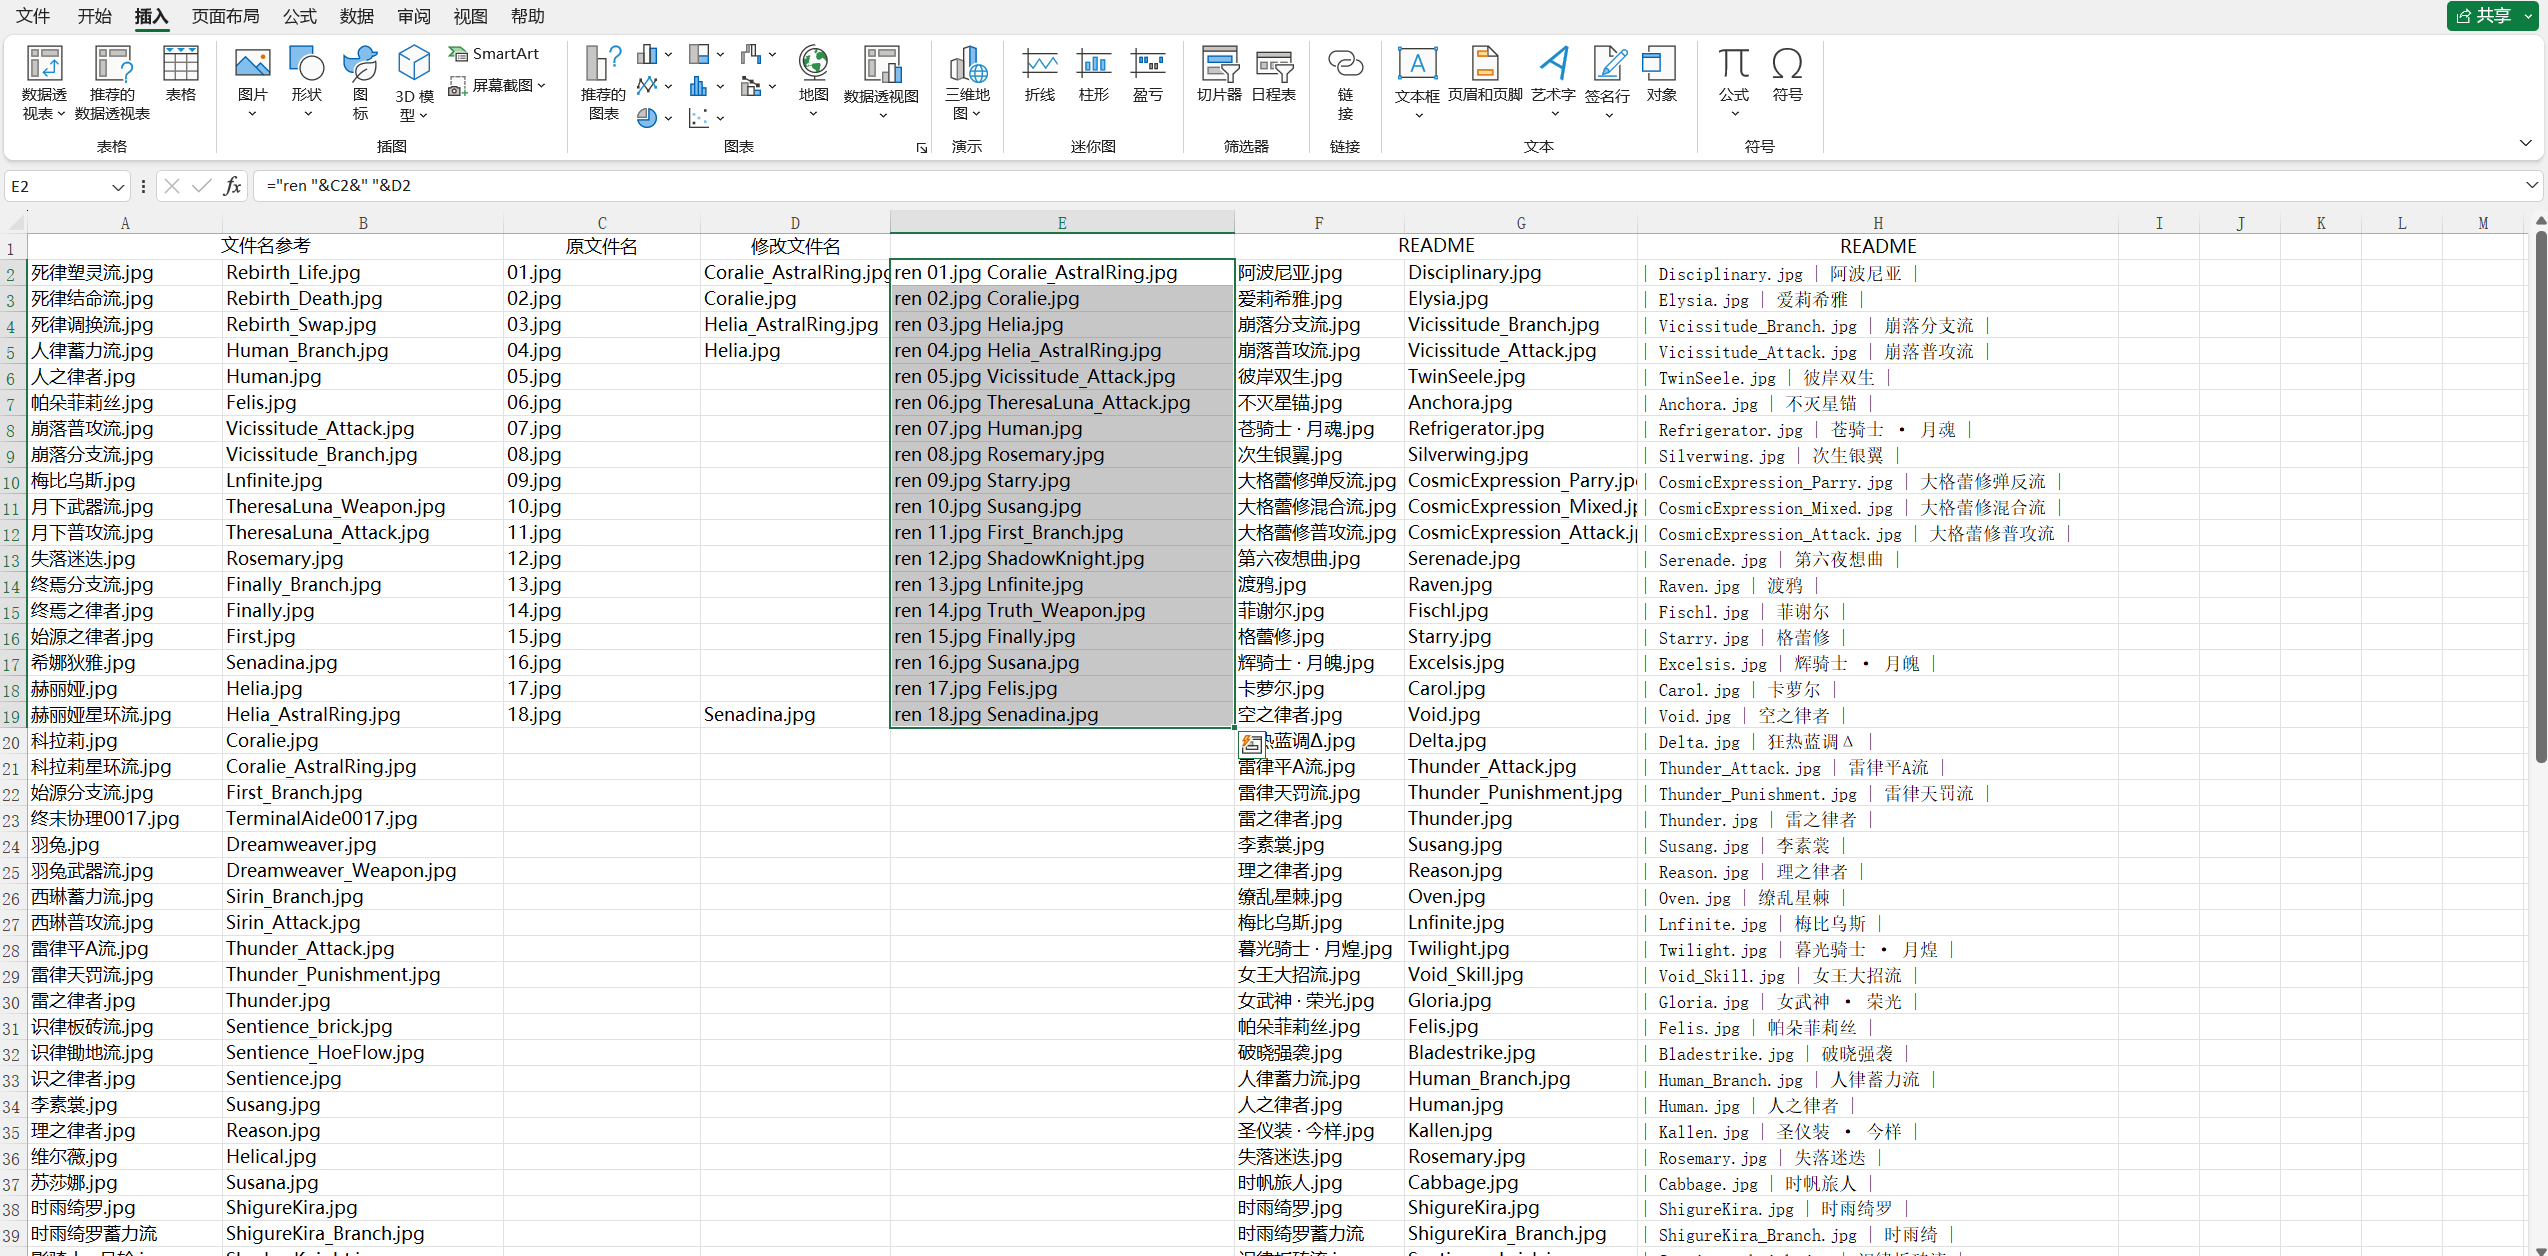 文件 开始 插入 页面布局 公式 数据 审阅 视图 帮助 共享
数据透视表 推荐的数据透视表 表格 图片 形状 图标 3D 模型 SmartArt 屏幕截图 推荐的图表 地图 数据透视图 三维地图 折线 柱形 盈亏 切片器 日程表 链接 文本框 页眉和页脚 艺术字 签名行 对象 公式 符号
表格 插图 图表 演示 迷你图 筛选器 链接 文本 符号
E2 fx ="ren "&C2&" "&D2
A B C D E F G H I J K L M
1 文件名参考 原文件名 修改文件名 README README
2 死律塑灵流.jpg Rebirth_Life.jpg 01.jpg Coralie_AstralRing.jpg ren 01.jpg Coralie_AstralRing.jpg 阿波尼亚.jpg Disciplinary.jpg | Disciplinary.jpg | 阿波尼亚 |
3 死律结命流.jpg Rebirth_Death.jpg 02.jpg Coralie.jpg ren 02.jpg Coralie.jpg 爱莉希雅.jpg Elysia.jpg | Elysia.jpg | 爱莉希雅 |
4 死律调换流.jpg Rebirth_Swap.jpg 03.jpg Helia_AstralRing.jpg ren 03.jpg Helia.jpg 崩落分支流.jpg Vicissitude_Branch.jpg | Vicissitude_Branch.jpg | 崩落分支流 |
5 人律蓄力流.jpg Human_Branch.jpg 04.jpg Helia.jpg ren 04.jpg Helia_AstralRing.jpg 崩落普攻流.jpg Vicissitude_Attack.jpg | Vicissitude_Attack.jpg | 崩落普攻流 |
6 人之律者.jpg Human.jpg 05.jpg ren 05.jpg Vicissitude_Attack.jpg 彼岸双生.jpg TwinSeele.jpg | TwinSeele.jpg | 彼岸双生 |
7 帕朵菲莉丝.jpg Felis.jpg 06.jpg ren 06.jpg TheresaLuna_Attack.jpg 不灭星锚.jpg Anchora.jpg | Anchora.jpg | 不灭星锚 |
8 崩落普攻流.jpg Vicissitude_Attack.jpg 07.jpg ren 07.jpg Human.jpg 苍骑士·月魂.jpg Refrigerator.jpg | Refrigerator.jpg | 苍骑士 • 月魂 |
9 崩落分支流.jpg Vicissitude_Branch.jpg 08.jpg ren 08.jpg Rosemary.jpg 次生银翼.jpg Silverwing.jpg | Silverwing.jpg | 次生银翼 |
10 梅比乌斯.jpg Lnfinite.jpg 09.jpg ren 09.jpg Starry.jpg 大格蕾修弹反流.jpg CosmicExpression_Parry.jp | CosmicExpression_Parry.jpg | 大格蕾修弹反流 |
11 月下武器流.jpg TheresaLuna_Weapon.jpg 10.jpg ren 10.jpg Susang.jpg 大格蕾修混合流.jpg CosmicExpression_Mixed.j | CosmicExpression_Mixed.jpg | 大格蕾修混合流 |
12 月下普攻流.jpg TheresaLuna_Attack.jpg 11.jpg ren 11.jpg First_Branch.jpg 大格蕾修普攻流.jpg CosmicExpression_Attack.j | CosmicExpression_Attack.jpg | 大格蕾修普攻流 |
13 失落迷迭.jpg Rosemary.jpg 12.jpg ren 12.jpg ShadowKnight.jpg 第六夜想曲.jpg Serenade.jpg | Serenade.jpg | 第六夜想曲 |
14 终焉分支流.jpg Finally_Branch.jpg 13.jpg ren 13.jpg Lnfinite.jpg 渡鸦.jpg Raven.jpg | Raven.jpg | 渡鸦 |
15 终焉之律者.jpg Finally.jpg 14.jpg ren 14.jpg Truth_Weapon.jpg 菲谢尔.jpg Fischl.jpg | Fischl.jpg | 菲谢尔 |
16 始源之律者.jpg First.jpg 15.jpg ren 15.jpg Finally.jpg 格蕾修.jpg Starry.jpg | Starry.jpg | 格蕾修 |
17 希娜狄雅.jpg Senadina.jpg 16.jpg ren 16.jpg Susana.jpg 辉骑士·月魄.jpg Excelsis.jpg | Excelsis.jpg | 辉骑士 • 月魄 |
18 赫丽娅.jpg Helia.jpg 17.jpg ren 17.jpg Felis.jpg 卡萝尔.jpg Carol.jpg | Carol.jpg | 卡萝尔 |
19 赫丽娅星环流.jpg Helia_AstralRing.jpg 18.jpg Senadina.jpg ren 18.jpg Senadina.jpg 空之律者.jpg Void.jpg | Void.jpg | 空之律者 |
20 科拉莉.jpg Coralie.jpg 热蓝调Δ.jpg Delta.jpg | Delta.jpg | 狂热蓝调Δ |
21 科拉莉星环流.jpg Coralie_AstralRing.jpg 雷律平A流.jpg Thunder_Attack.jpg | Thunder_Attack.jpg | 雷律平A流 |
22 始源分支流.jpg First_Branch.jpg 雷律天罚流.jpg Thunder_Punishment.jpg | Thunder_Punishment.jpg | 雷律天罚流 |
23 终末协理0017.jpg TerminalAide0017.jpg 雷之律者.jpg Thunder.jpg | Thunder.jpg | 雷之律者 |
24 羽兔.jpg Dreamweaver.jpg 李素裳.jpg Susang.jpg | Susang.jpg | 李素裳 |
25 羽兔武器流.jpg Dreamweaver_Weapon.jpg 理之律者.jpg Reason.jpg | Reason.jpg | 理之律者 |
26 西琳蓄力流.jpg Sirin_Branch.jpg 缭乱星棘.jpg Oven.jpg | Oven.jpg | 缭乱星棘 |
27 西琳普攻流.jpg Sirin_Attack.jpg 梅比乌斯.jpg Lnfinite.jpg | Lnfinite.jpg | 梅比乌斯 |
28 雷律平A流.jpg Thunder_Attack.jpg 暮光骑士·月煌.jpg Twilight.jpg | Twilight.jpg | 暮光骑士 • 月煌 |
29 雷律天罚流.jpg Thunder_Punishment.jpg 女王大招流.jpg Void_Skill.jpg | Void_Skill.jpg | 女王大招流 |
30 雷之律者.jpg Thunder.jpg 女武神·荣光.jpg Gloria.jpg | Gloria.jpg | 女武神 • 荣光 |
31 识律板砖流.jpg Sentience_brick.jpg 帕朵菲莉丝.jpg Felis.jpg | Felis.jpg | 帕朵菲莉丝 |
32 识律锄地流.jpg Sentience_HoeFlow.jpg 破晓强袭.jpg Bladestrike.jpg | Bladestrike.jpg | 破晓强袭 |
33 识之律者.jpg Sentience.jpg 人律蓄力流.jpg Human_Branch.jpg | Human_Branch.jpg | 人律蓄力流 |
34 李素裳.jpg Susang.jpg 人之律者.jpg Human.jpg | Human.jpg | 人之律者 |
35 理之律者.jpg Reason.jpg 圣仪装·今样.jpg Kallen.jpg | Kallen.jpg | 圣仪装 • 今样 |
36 维尔薇.jpg Helical.jpg 失落迷迭.jpg Rosemary.jpg | Rosemary.jpg | 失落迷迭 |
37 苏莎娜.jpg Susana.jpg 时帆旅人.jpg Cabbage.jpg | Cabbage.jpg | 时帆旅人 |
38 时雨绮罗.jpg ShigureKira.jpg 时雨绮罗.jpg ShigureKira.jpg | ShigureKira.jpg | 时雨绮罗 |
39 时雨绮罗蓄力流 ShigureKira_Branch.jpg 时雨绮罗蓄力流 ShigureKira_Branch.jpg | ShigureKira_Branch.jpg | 时雨绮 |